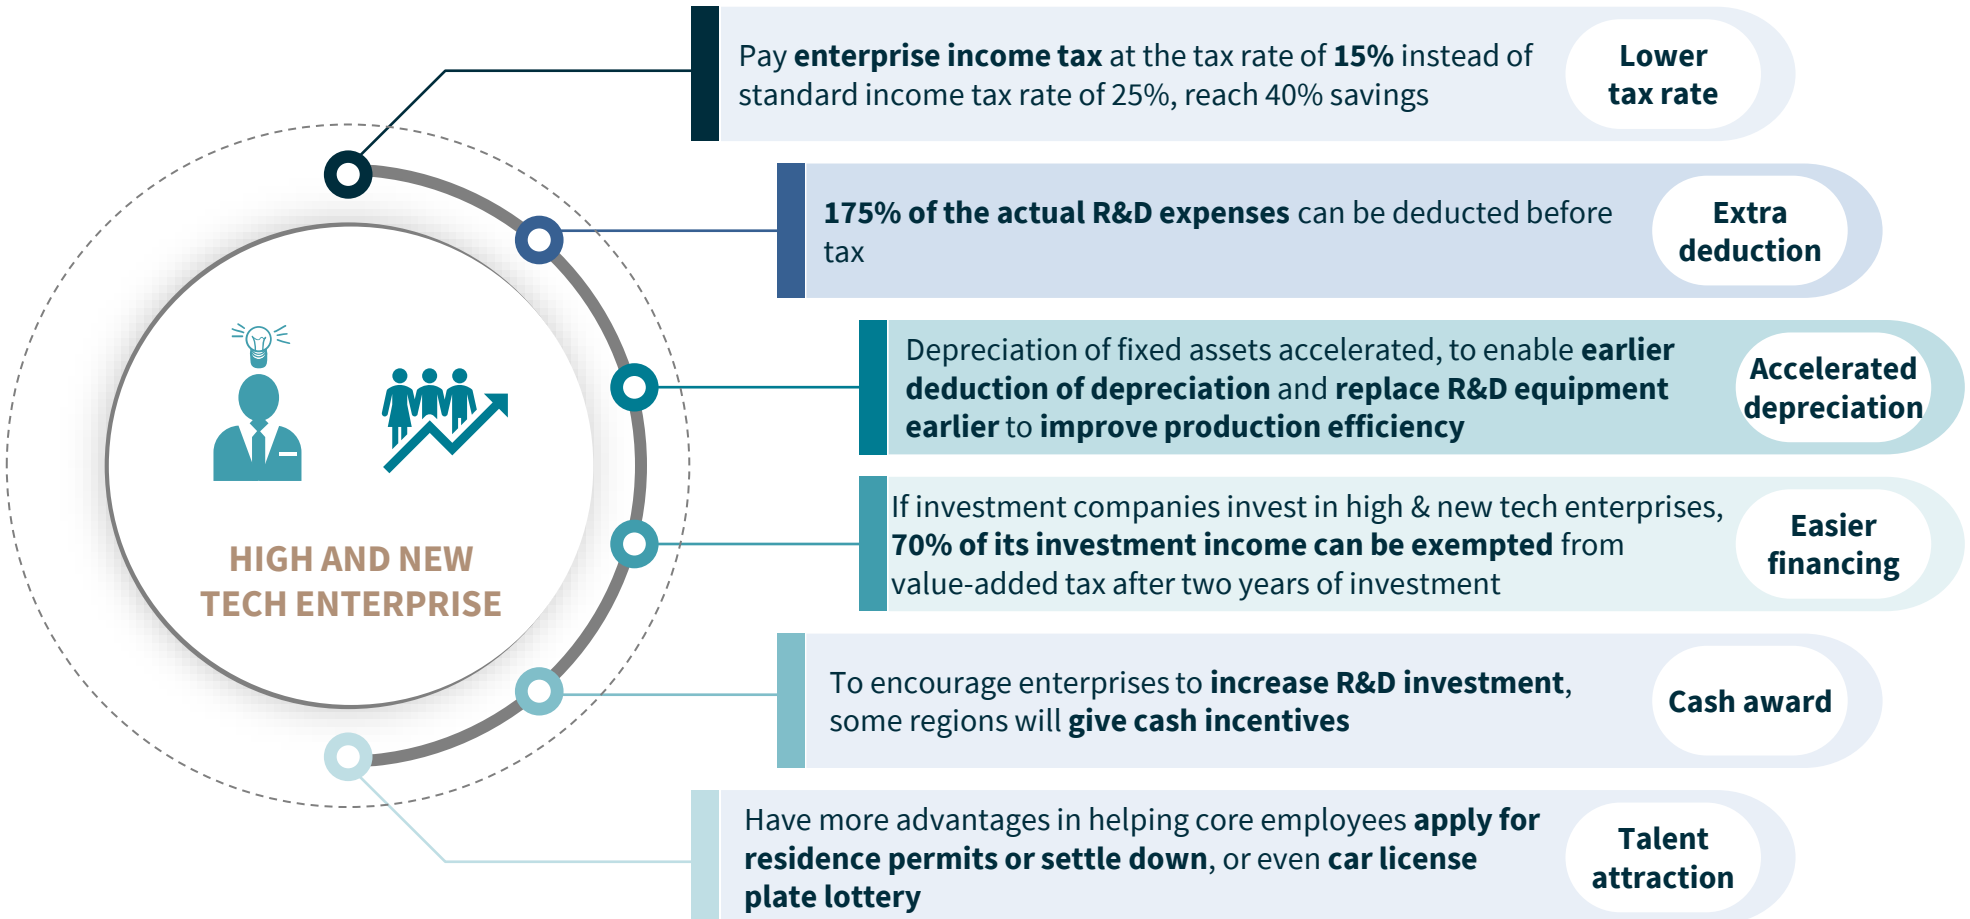 Pay enterprise income tax at the tax rate of 15% instead of
standard income tax rate of 25%, reach 40% savings
Lower
tax rate
175% of the actual R&D expenses can be deducted before
tax
Extra
deduction
Depreciation of fixed assets accelerated, to enable earlier
deduction of depreciation and replace R&D equipment
earlier to improve production efficiency
Accelerated
depreciation
If investment companies invest in high & new tech enterprises,
70% of its investment income can be exempted from
value-added tax after two years of investment
Easier
financing
HIGH AND NEW
TECH ENTERPRISE
To encourage enterprises to increase R&D investment,
some regions will give cash incentives
Cash award
Have more advantages in helping core employees apply for
residence permits or settle down, or even car license
plate lottery
Talent
attraction